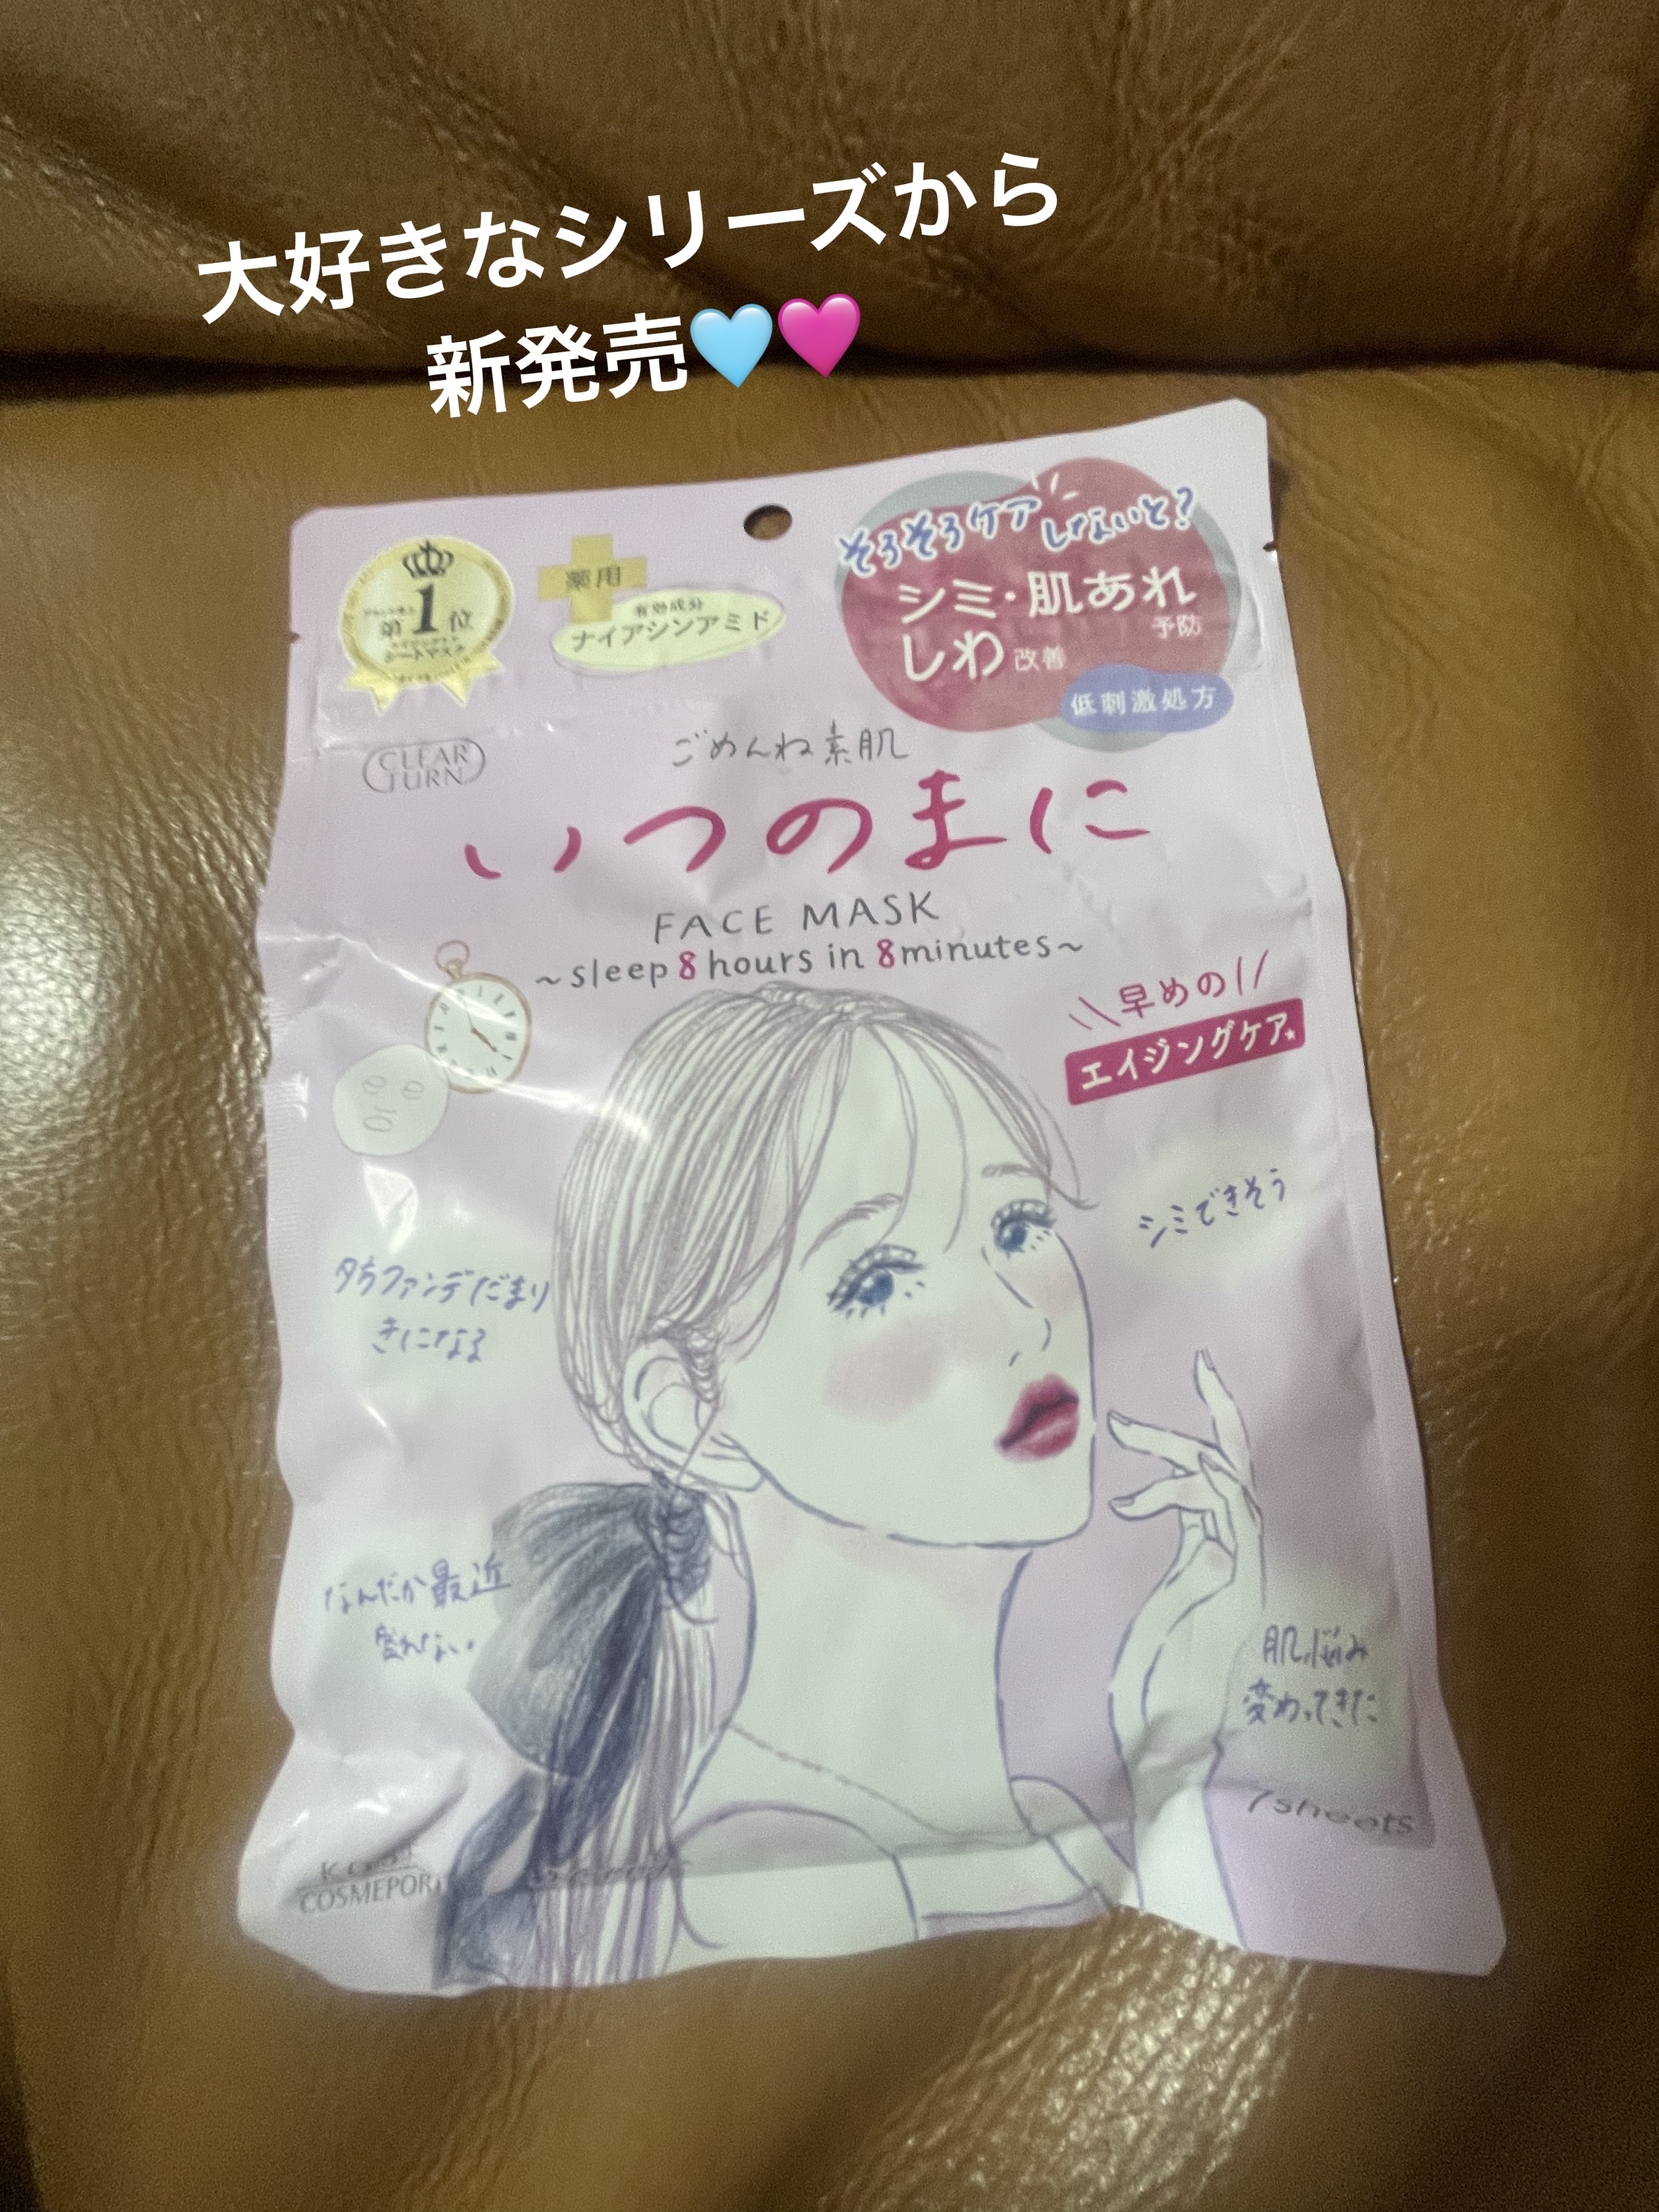 大好きなシリーズから
新発売🩵🩷
そろそろケア
しないと?
シミ・肌あれ
予防
しわ改善
低刺激処方
第1位
シートマスク
薬用
有効成分
ナイアシンアミド
CLEAR
TURN
ごめんね素肌
いつのまに
FACE MASK
~sleep 8 hours in 8 minutes~
早めの
エイジングケア
シミできそう
夕方ファンデだまり
きになる
なんだか最近
肌悩み
変わってきた
7sheets
COSMEPORT